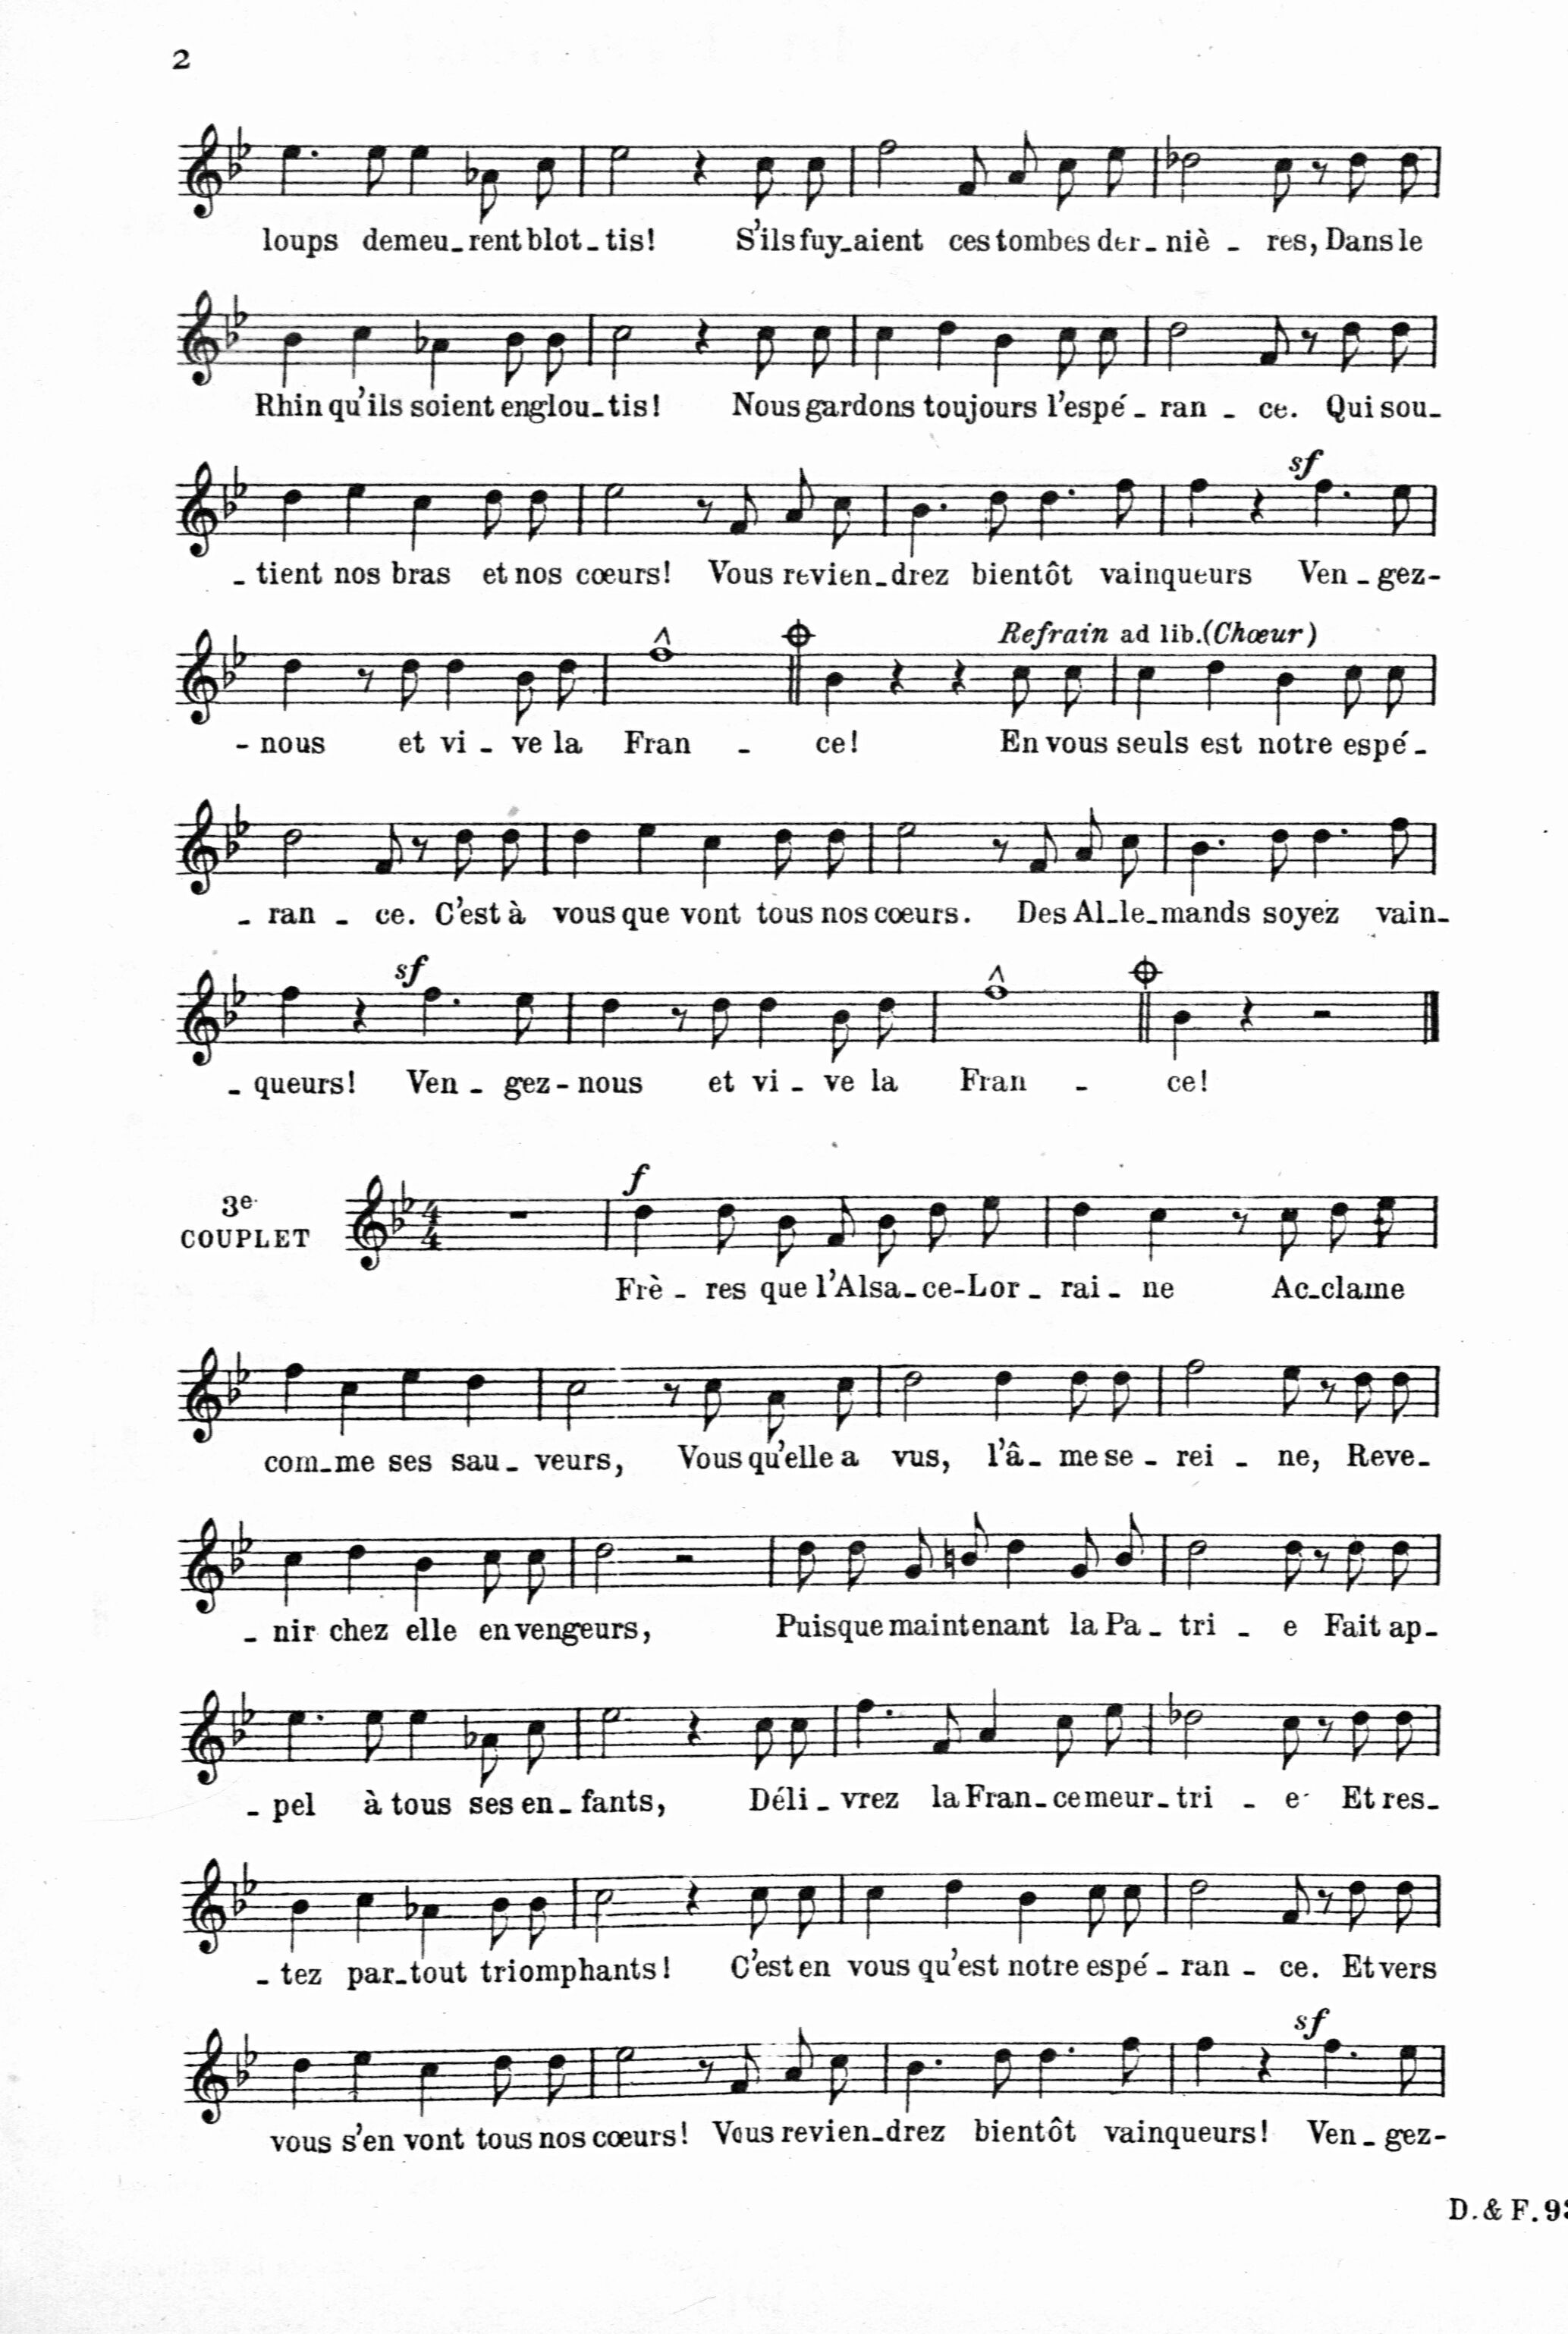 2
loups demeu_rent blot_tis! S'ils fuy_aient ces tombes der_niè_res, Dans le
Rhin qu'ils soient englou_tis! Nous gardons toujours l'espé_ran_ce. Qui sou_
sf
_tient nos bras et nos cœurs! Vous revien_drez bientôt vainqueurs Ven_gez-
Refrain ad lib. (Chœur)
-nous et vi_ve la Fran_ce! En vous seuls est notre espé_
_ran_ce. C'est à vous que vont tous nos cœurs. Des Al_le_mands soyez vain_
sf
_queurs! Ven_gez-nous et vi_ve la Fran_ce!
f
3e
COUPLET
4
4
Frè_res que l'Alsa_ce-Lor_rai_ne Ac_clame
com_me ses sau_veurs, Vous qu'elle a vus, l'â_me se_rei_ne, Reve_
_nir chez elle en vengeurs, Puisque maintenant la Pa_tri_e Fait ap_
_pel à tous ses en_fants, Déli_vrez la Fran_ce meur_tri_e Et res_
_tez par_tout triomphants! C'est en vous qu'est notre espé_ran_ce. Et vers
sf
vous s'en vont tous nos cœurs! Vous revien_drez bientôt vainqueurs! Ven_gez-
D. & F. 9